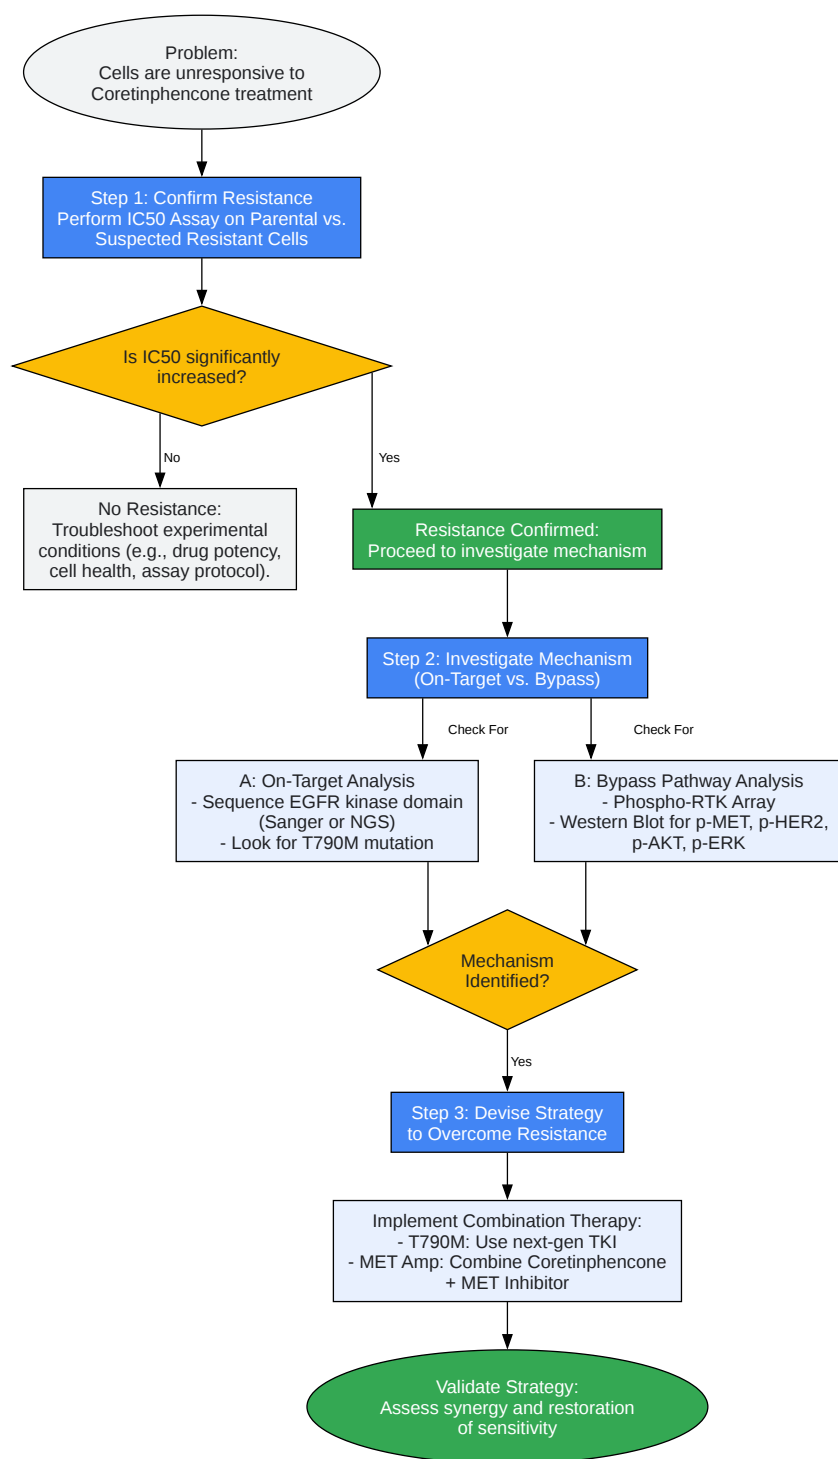 Problem:
Cells are unresponsive to
Coretinphencone treatment
Step 1: Confirm Resistance
Perform IC50 Assay on Parental vs.
Suspected Resistant Cells
Is IC50 significantly
increased?
No
Yes
No Resistance:
Troubleshoot experimental
conditions (e.g., drug potency,
cell health, assay protocol).
Resistance Confirmed:
Proceed to investigate mechanism
Step 2: Investigate Mechanism
(On-Target vs. Bypass)
Check For
Check For
A: On-Target Analysis
- Sequence EGFR kinase domain
(Sanger or NGS)
- Look for T790M mutation
B: Bypass Pathway Analysis
- Phospho-RTK Array
- Western Blot for p-MET, p-HER2,
p-AKT, p-ERK
Mechanism
Identified?
Yes
Step 3: Devise Strategy
to Overcome Resistance
Implement Combination Therapy:
- T790M: Use next-gen TKI
- MET Amp: Combine Coretinphencone
+ MET Inhibitor
Validate Strategy:
Assess synergy and restoration
of sensitivity